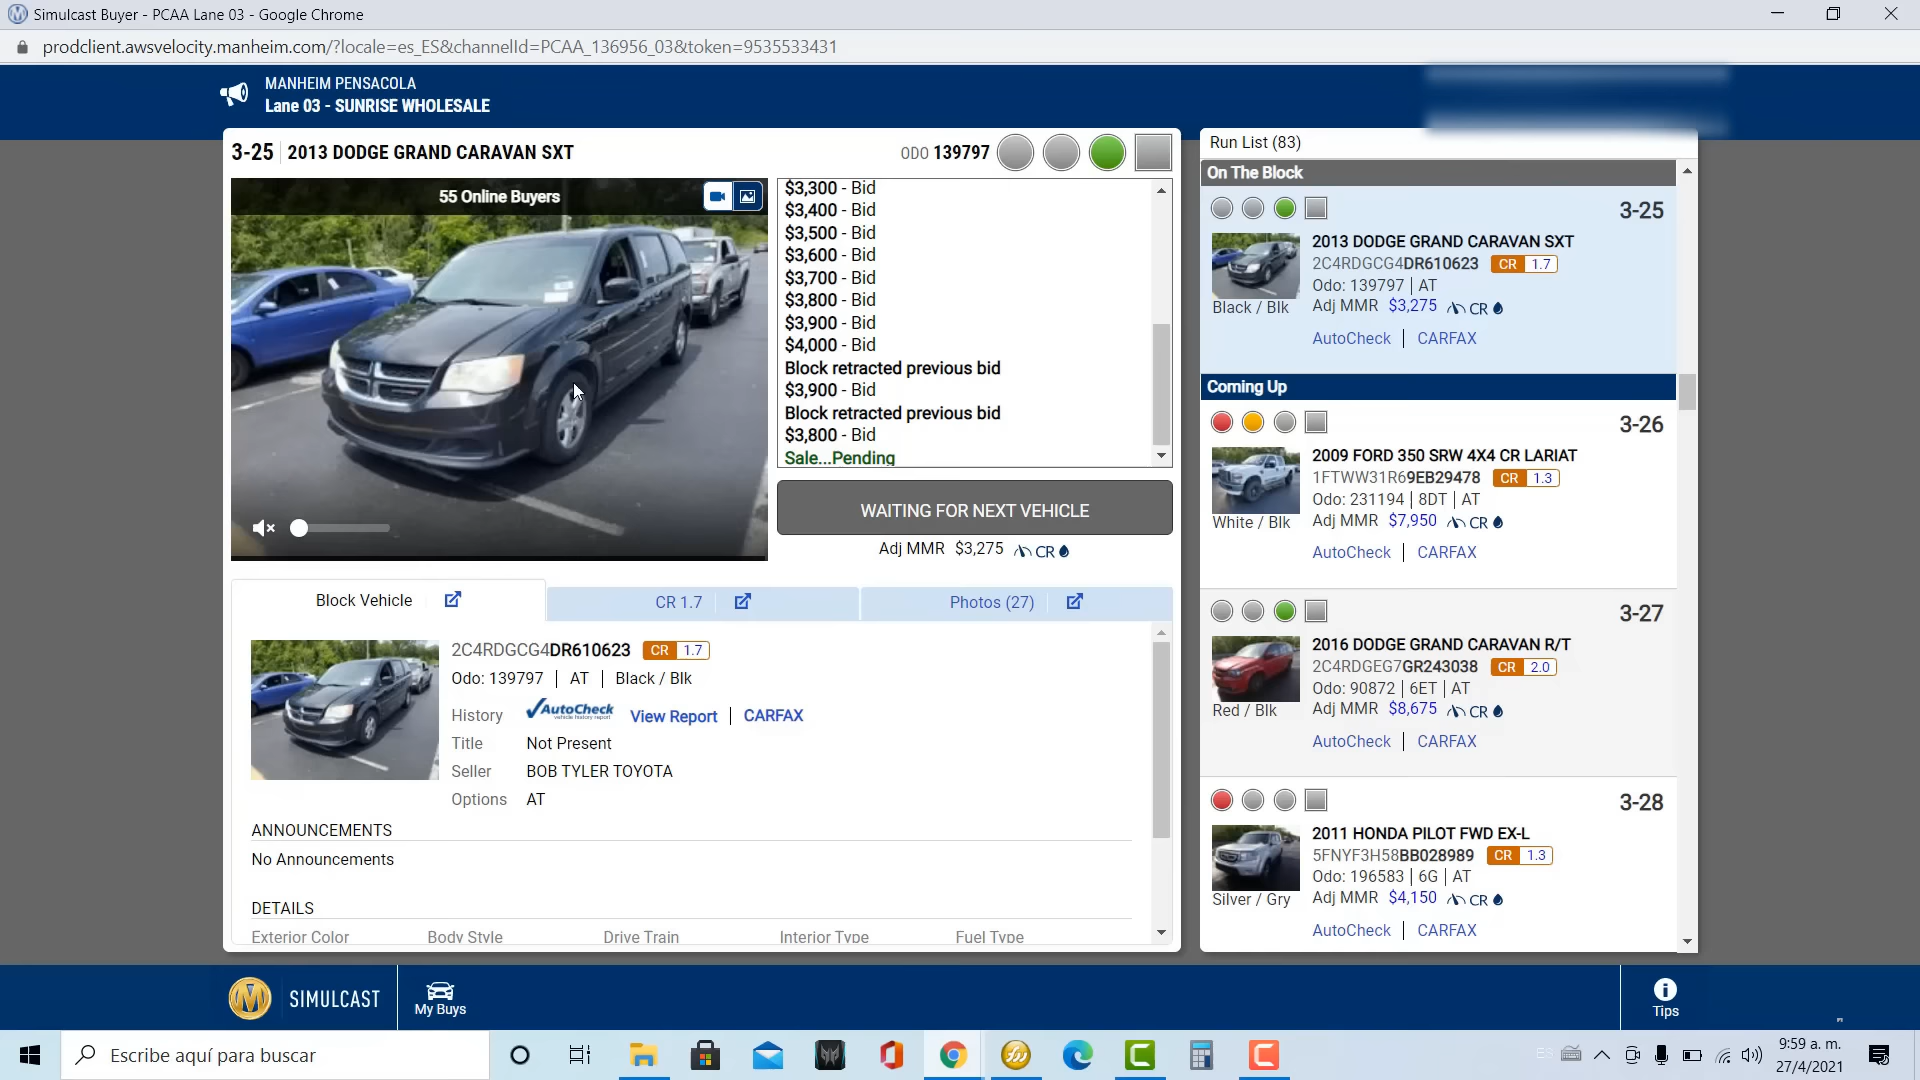 Simulcast Buyer - PCAA Lane 03 - Google Chrome
prodclient.awsvelocity.manheim.com/?locale=es_ES&channelId=PCAA_136956_03&token=9535533431
MANHEIM PENSACOLA
Lane 03 - SUNRISE WHOLESALE
3-25 2013 DODGE GRAND CARAVAN SXT
ODO 139797
55 Online Buyers
$3,300 - Bid
$3,400 - Bid
$3,500 - Bid
$3,600 - Bid
$3,700 - Bid
$3,800 - Bid
$3,900 - Bid
$4,000 - Bid
Block retracted previous bid
$3,900 - Bid
Block retracted previous bid
$3,800 - Bid
Sale...Pending
WAITING FOR NEXT VEHICLE
Adj MMR $3,275 CR
Block Vehicle
CR 1.7
Photos (27)
2C4RDGCG4DR610623 CR 1.7
Odo: 139797 | AT | Black / Blk
History AutoCheck vehicle history report View Report | CARFAX
Title Not Present
Seller BOB TYLER TOYOTA
Options AT
ANNOUNCEMENTS
No Announcements
DETAILS
Exterior Color Body Style Drive Train Interior Type Fuel Type
Run List (83)
On The Block
3-25
2013 DODGE GRAND CARAVAN SXT
2C4RDGCG4DR610623 CR 1.7
Odo: 139797 | AT
Black / Blk
Adj MMR $3,275 CR
AutoCheck | CARFAX
Coming Up
3-26
2009 FORD 350 SRW 4X4 CR LARIAT
1FTWW31R69EB29478 CR 1.3
Odo: 231194 | 8DT | AT
White / Blk
Adj MMR $7,950 CR
AutoCheck | CARFAX
3-27
2016 DODGE GRAND CARAVAN R/T
2C4RDGEG7GR243038 CR 2.0
Odo: 90872 | 6ET | AT
Red / Blk
Adj MMR $8,675 CR
AutoCheck | CARFAX
3-28
2011 HONDA PILOT FWD EX-L
5FNYF3H58BB028989 CR 1.3
Odo: 196583 | 6G | AT
Silver / Gry
Adj MMR $4,150 CR
AutoCheck | CARFAX
SIMULCAST
My Buys
Tips
Escribe aquí para buscar
9:59 a. m.
27/4/2021